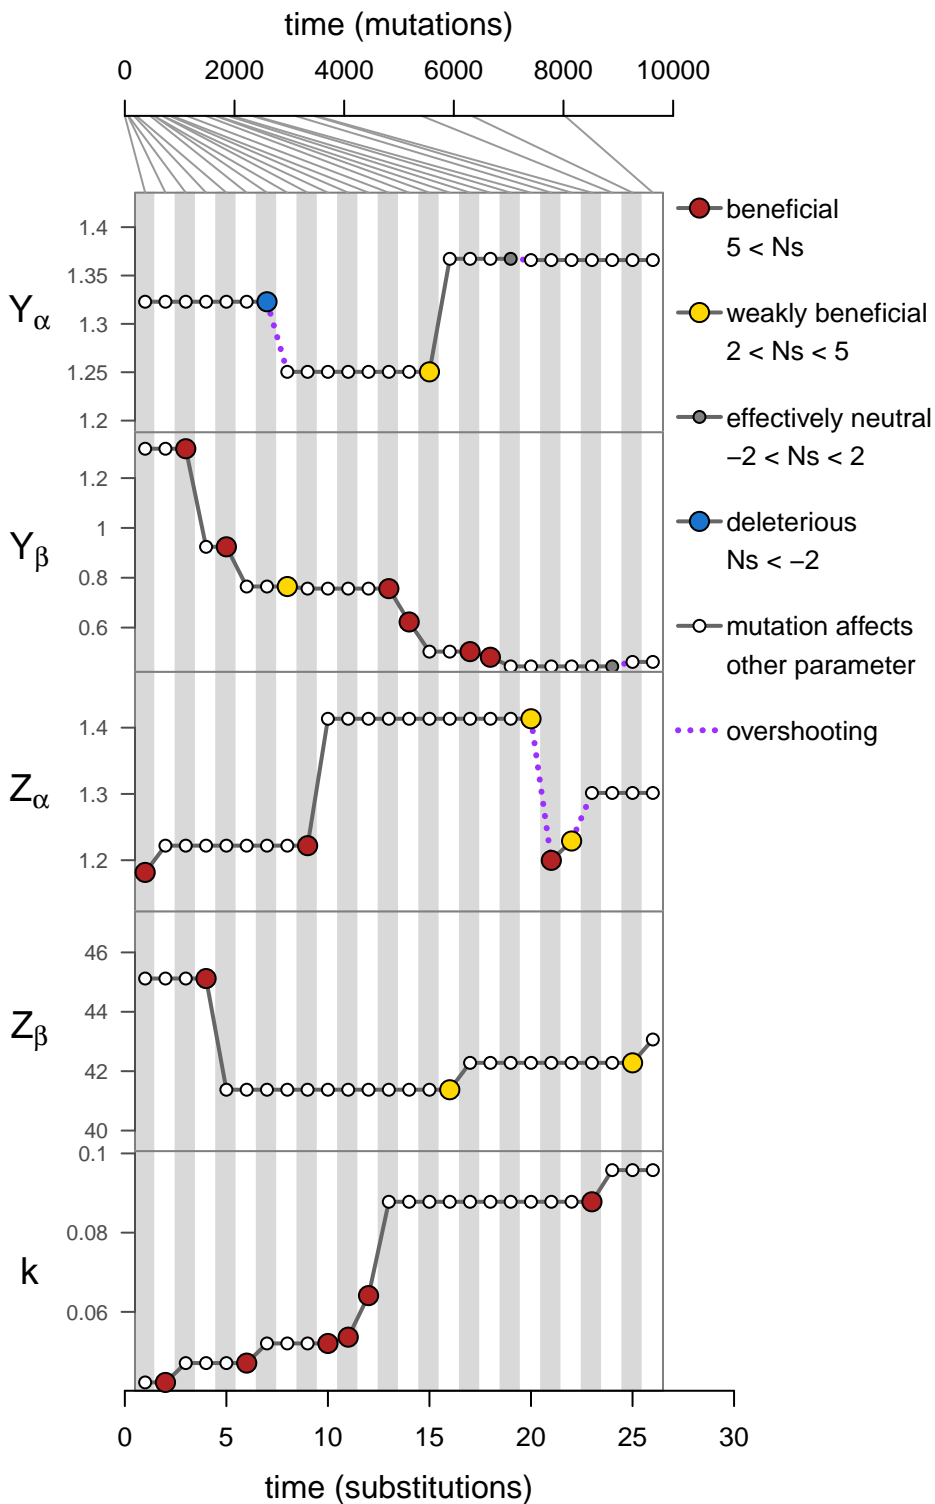 time (mutations)
0 2000 4000 6000 8000 10000
1.4
1.35
1.3
1.25
1.2
Yα
1.2
1
0.8
0.6
Yβ
1.4
1.3
1.2
Zα
46
44
42
40
Zβ
0.1
0.08
0.06
k
0 5 10 15 20 25 30
time (substitutions)
beneficial
5 < Ns
weakly beneficial
2 < Ns < 5
effectively neutral
−2 < Ns < 2
deleterious
Ns < −2
mutation affects
other parameter
overshooting